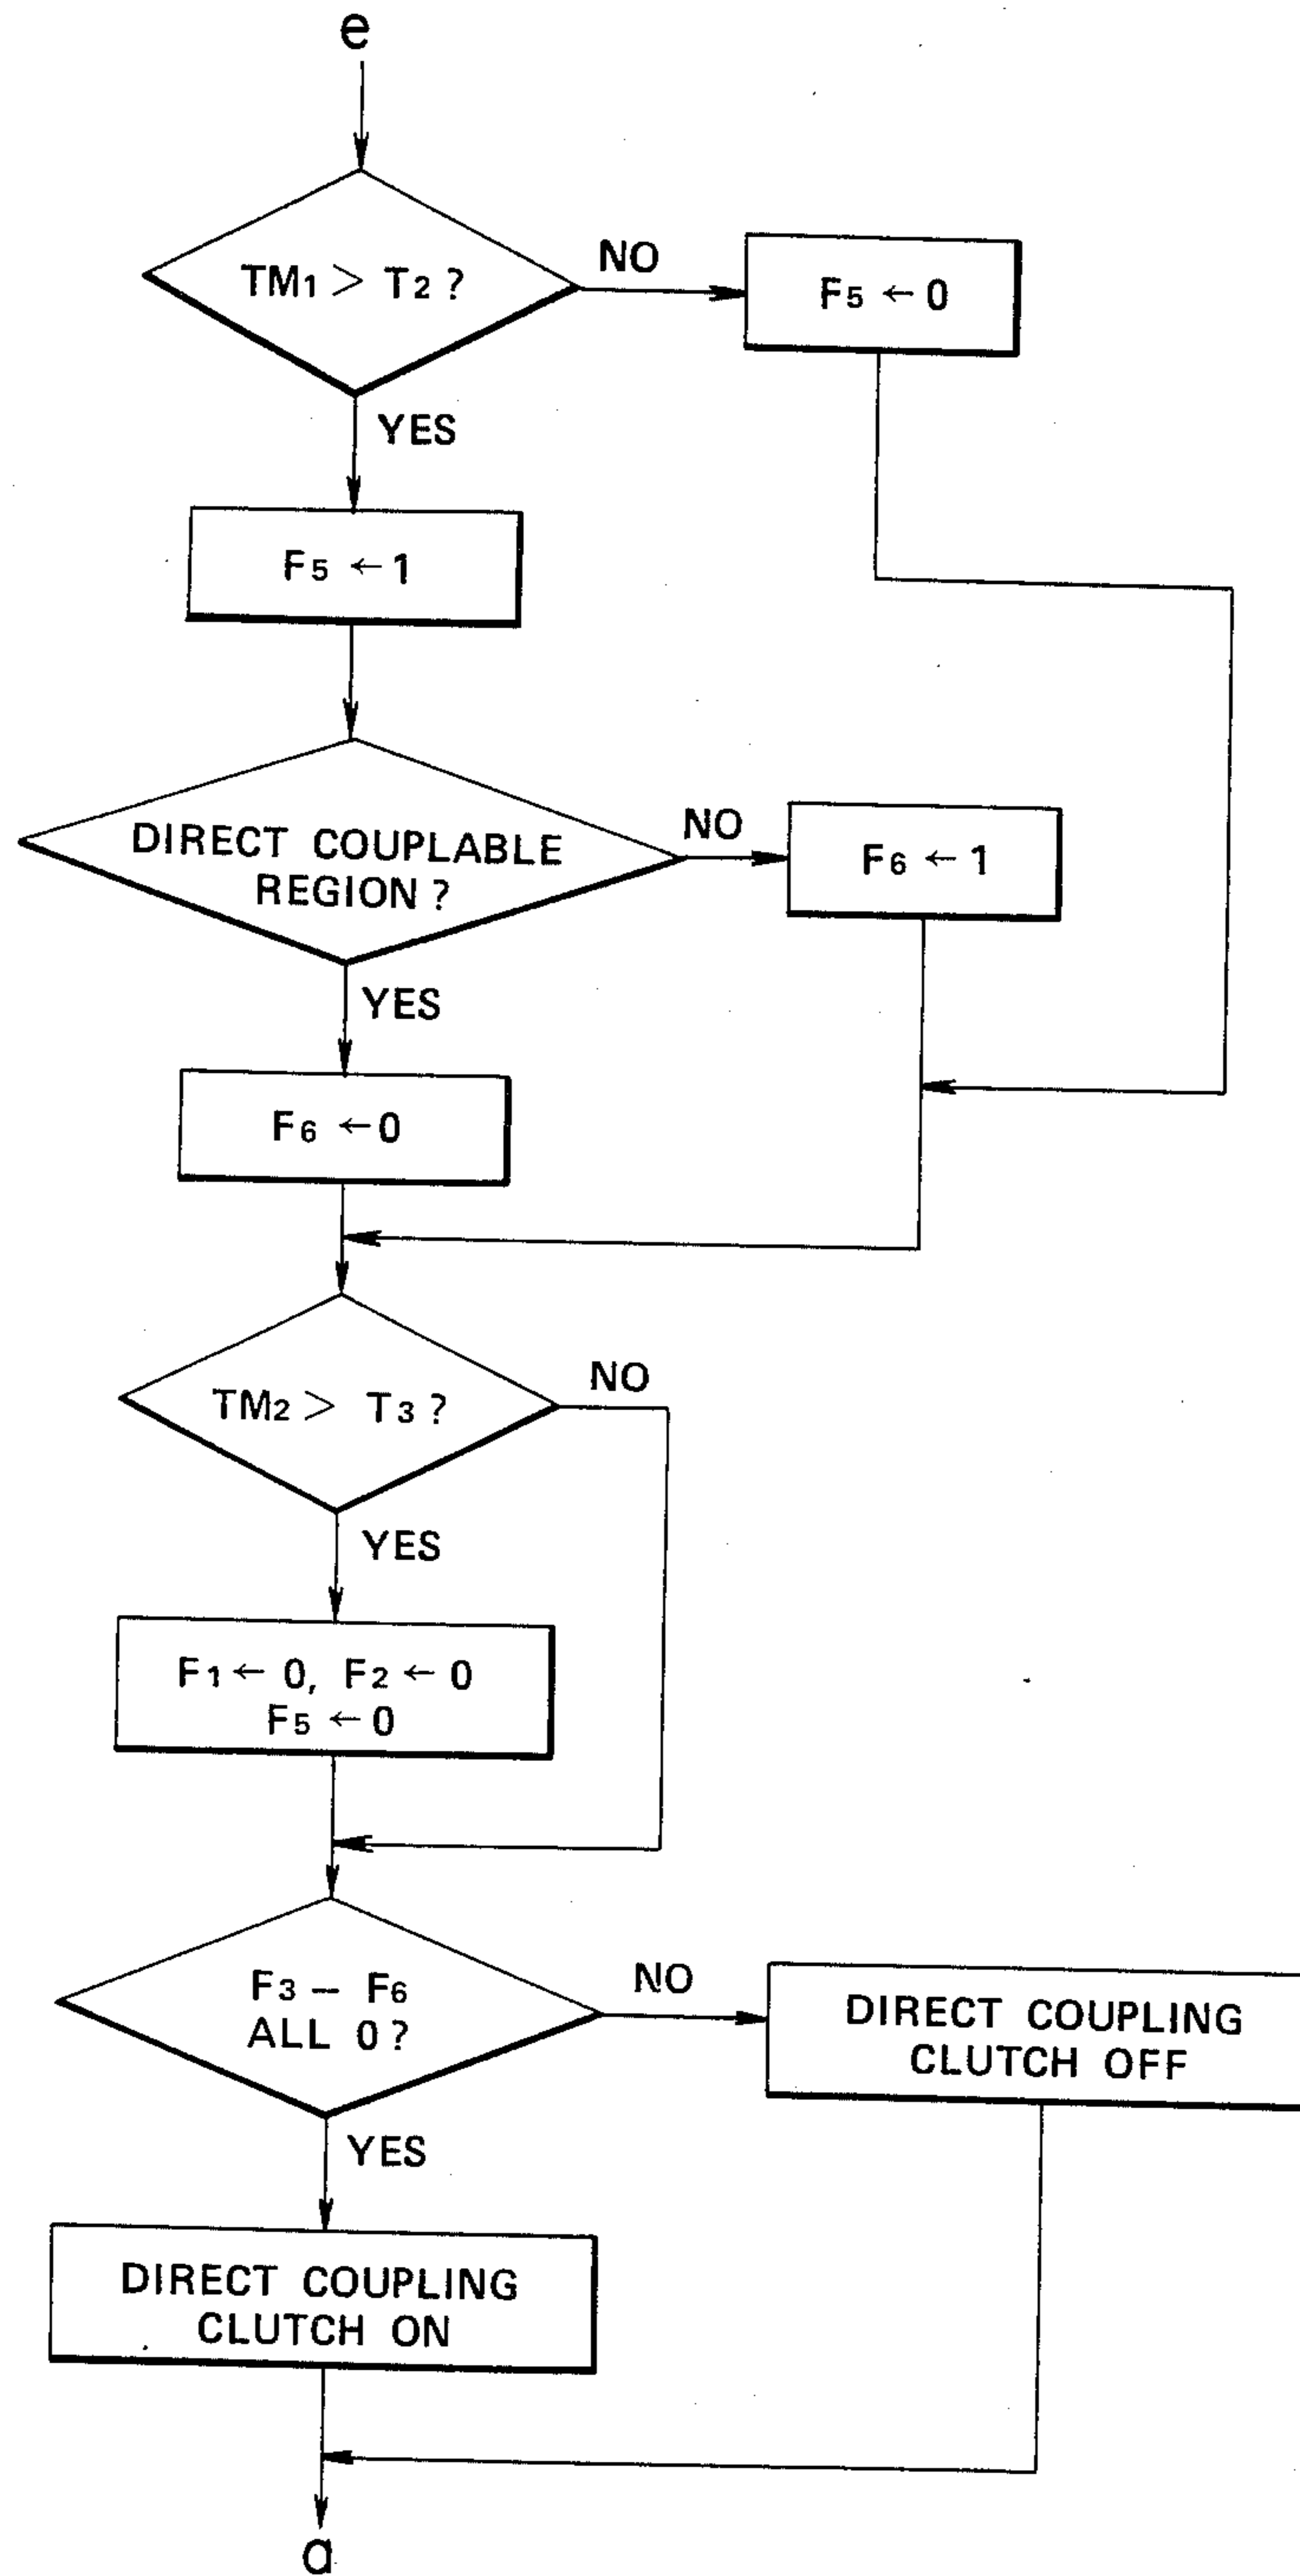 e
TM1 > T2 ?
NO
F5 ← 0
YES
F5 ← 1
DIRECT COUPLABLE
REGION ?
NO
F6 ← 1
YES
F6 ← 0
TM2 > T3 ?
NO
YES
F1 ← 0, F2 ← 0
F5 ← 0
F3 – F6
ALL 0 ?
NO
DIRECT COUPLING
CLUTCH OFF
YES
DIRECT COUPLING
CLUTCH ON
a